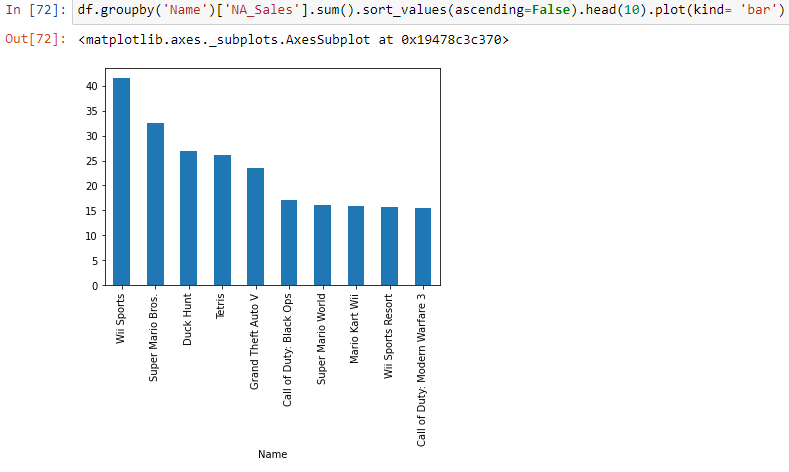 In [72]: df.groupby('Name')['NA_Sales'].sum().sort_values(ascending=False).head(10).plot(kind= 'bar')
Out[72]: <matplotlib.axes._subplots.AxesSubplot at 0x19478c3c370>
40
35
30
25
20
15
10
5
0
Wii Sports
Super Mario Bros.
Duck Hunt
Tetris
Grand Theft Auto V
Call of Duty: Black Ops
Super Mario World
Mario Kart Wii
Wii Sports Resort
Call of Duty: Modern Warfare 3
Name